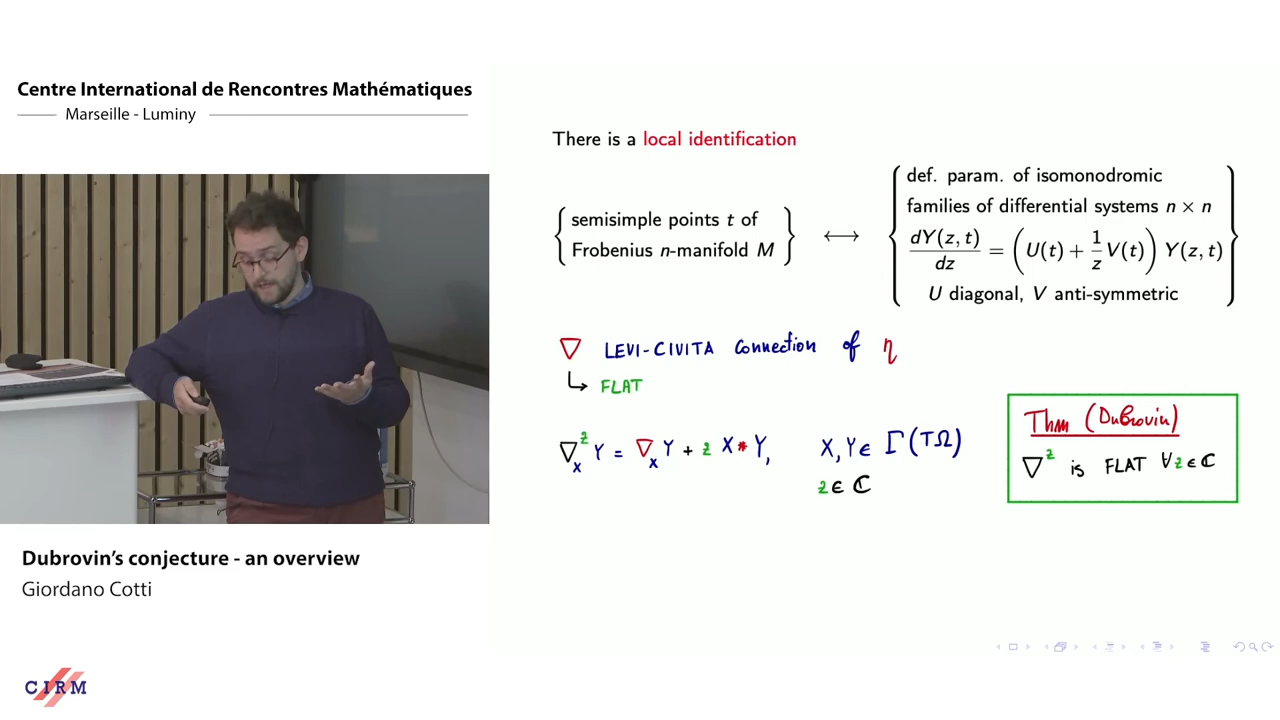 Centre International de Rencontres Mathématiques
Marseille - Luminy
There is a local identification
{ semisimple points t of
Frobenius n-manifold M }
⟷
{ def. param. of isomonodromic
families of differential systems n × n
dY(z, t)/dz = (U(t) + 1/z V(t)) Y(z, t)
U diagonal, V anti-symmetric }
∇ LEVI-CIVITA Connection of η
↳ FLAT
∇^z_X Y = ∇_X Y + z X * Y, X, Y ∈ Γ(TΩ)
z ∈ ℂ
Thm (Dubrovin)
∇^z is FLAT ∀ z ∈ ℂ
Dubrovin's conjecture - an overview
Giordano Cotti
CIRM